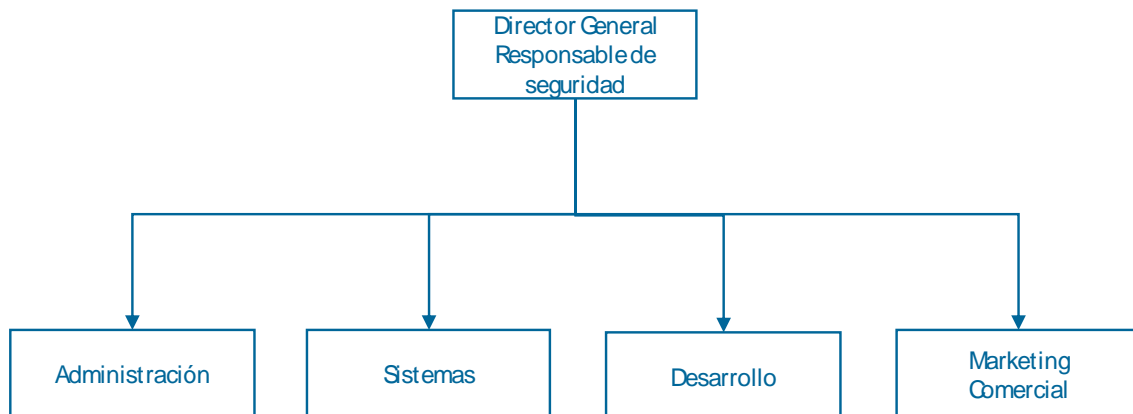 Director General
Responsable de
seguridad
Administración
Sistemas
Desarrollo
Marketing
Comercial